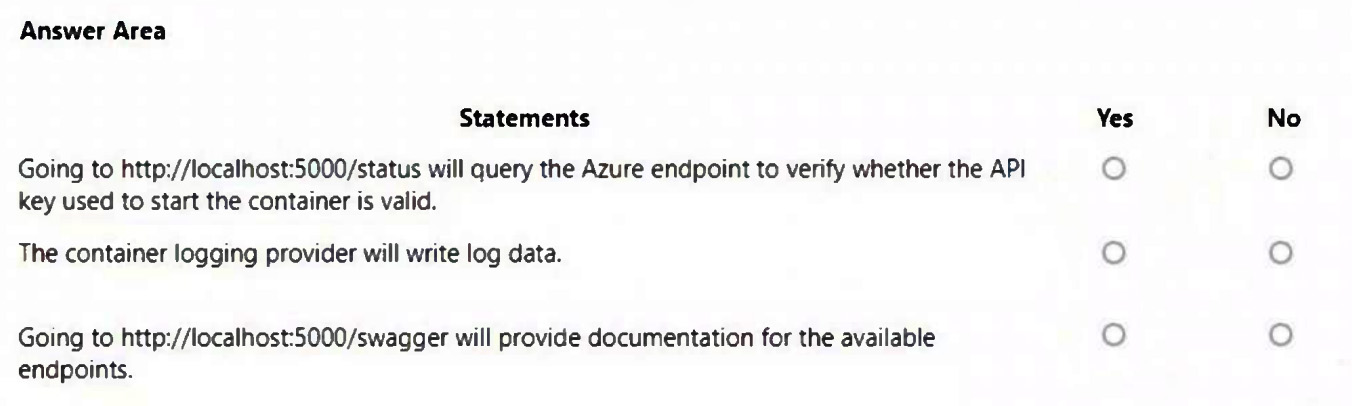 Answer Area
Statements Yes No
Going to http://localhost:5000/status will query the Azure endpoint to verify whether the API
key used to start the container is valid.
The container logging provider will write log data.
Going to http://localhost:5000/swagger will provide documentation for the available
endpoints.